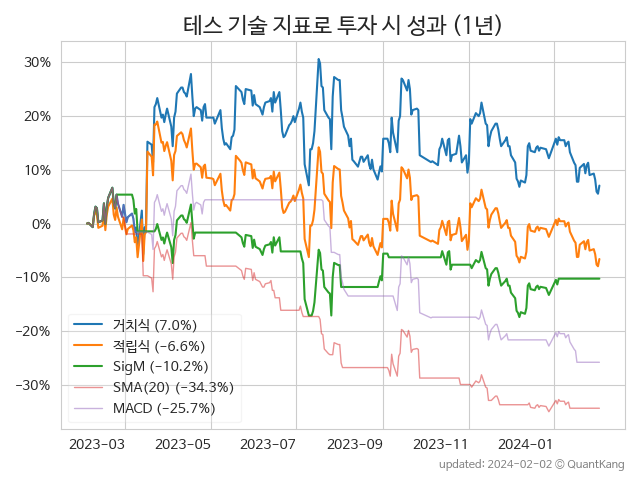 테스 기술 지표로 투자 시 성과 (1년)
30%
20%
10%
0%
−10%
−20%
−30%
거치식 (7.0%)
적립식 (−6.6%)
SigM (−10.2%)
SMA(20) (−34.3%)
MACD (−25.7%)
2023−03
2023−05
2023−07
2023−09
2023−11
2024−01
updated: 2024−02−02 © QuantKang